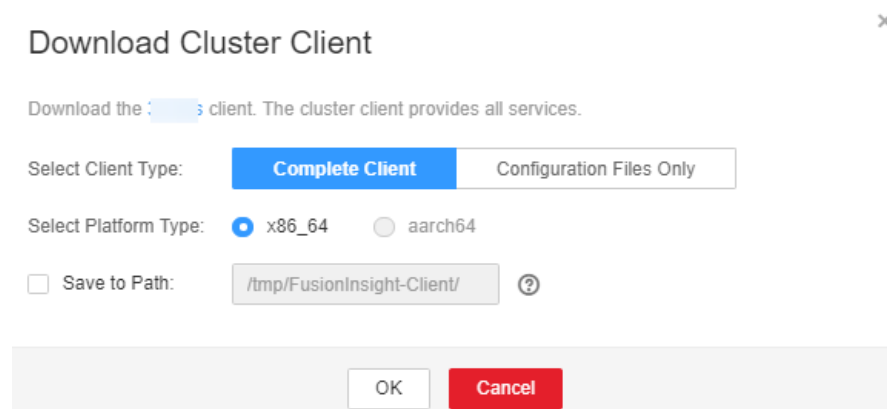 Download Cluster Client
Download the client. The cluster client provides all services.
Select Client Type: Complete Client Configuration Files Only
Select Platform Type: x86_64 aarch64
Save to Path: /tmp/FusionInsight-Client/ ?
OK Cancel